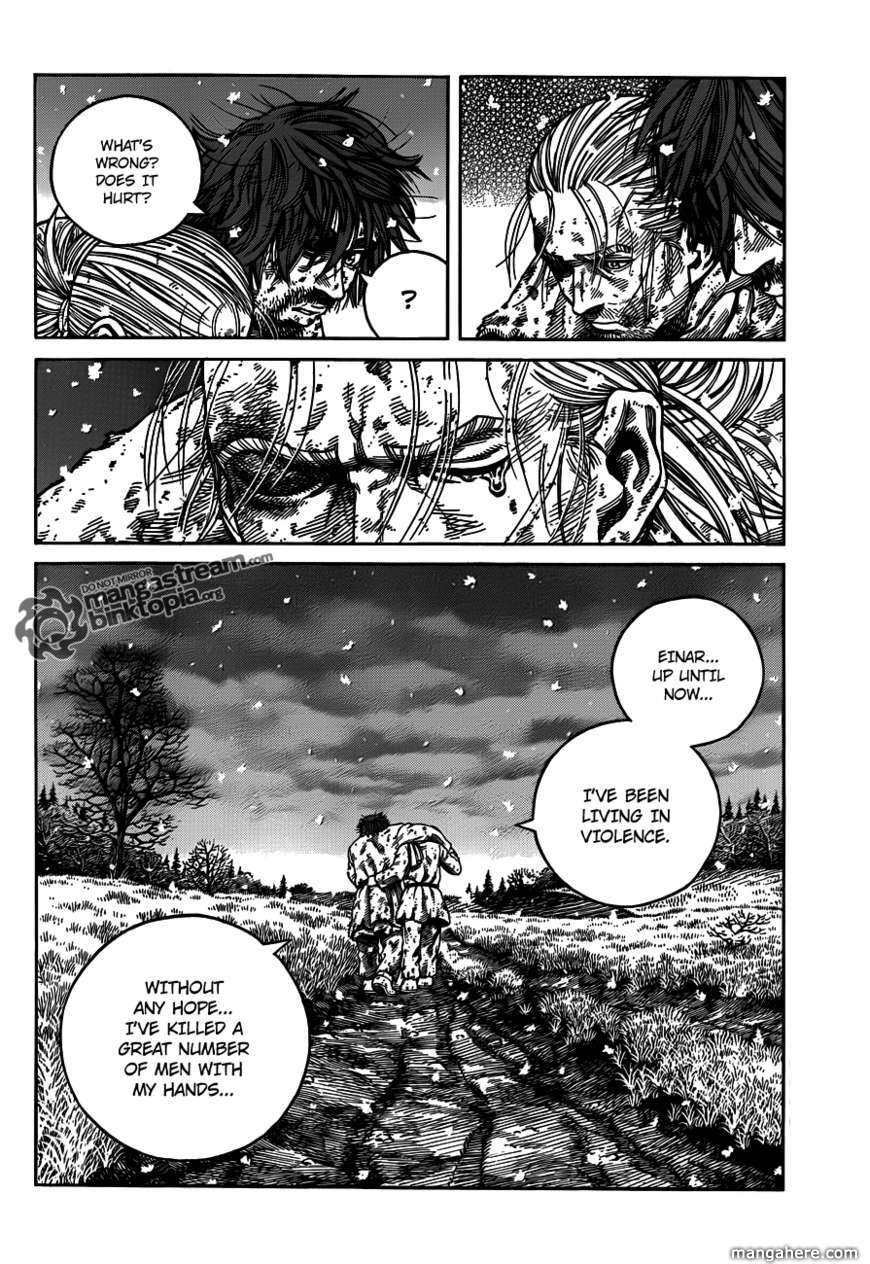 WHAT'S
WRONG?
DOES IT
HURT?
?
DO NOT MIRROR
mangastream.com
binktopia.org
EINAR...
UP UNTIL
NOW...
I'VE BEEN
LIVING IN
VIOLENCE.
WITHOUT
ANY HOPE...
I'VE KILLED A
GREAT NUMBER
OF MEN WITH
MY HANDS...
mangahere.com